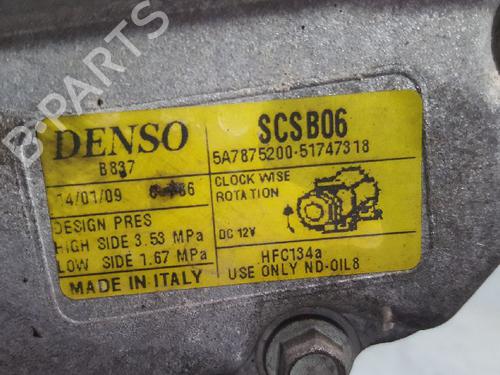 DENSO
B837
14/01/09
DESIGN PRES
HIGH SIDE 3.53 MPa
LOW SIDE 1.67 MPa
MADE IN ITALY
SCSB06
5A7875200-51747318
CLOCK WISE
ROTATION
DC 12V
HFC134a
USE ONLY ND-OIL8